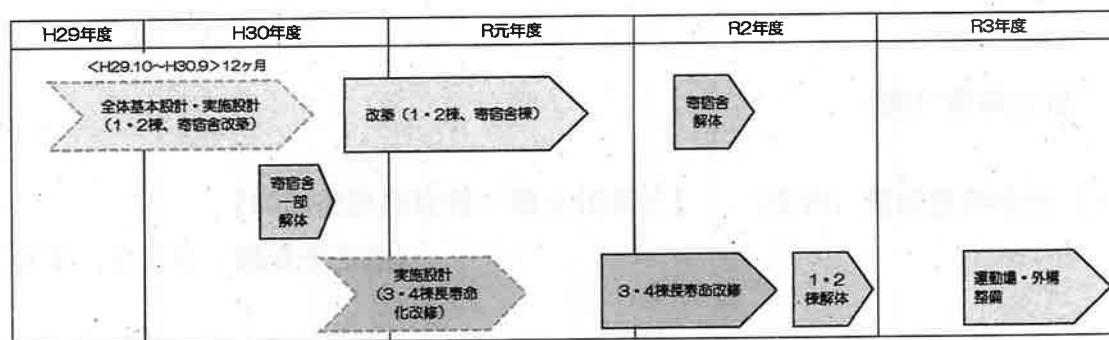 H29年度 H30年度 R元年度 R2年度 R3年度
<H29.10～H30.9>12ヶ月
全体基本設計・実施設計
（1・2棟、寄宿舎改築）
改築（1・2棟、寄宿舎棟）
寄宿舎
解体
寄宿舎
一部
解体
実施設計
（3・4棟長寿命
化改修）
3・4棟長寿命改修
1・2
棟解体
運動場・外構
整備